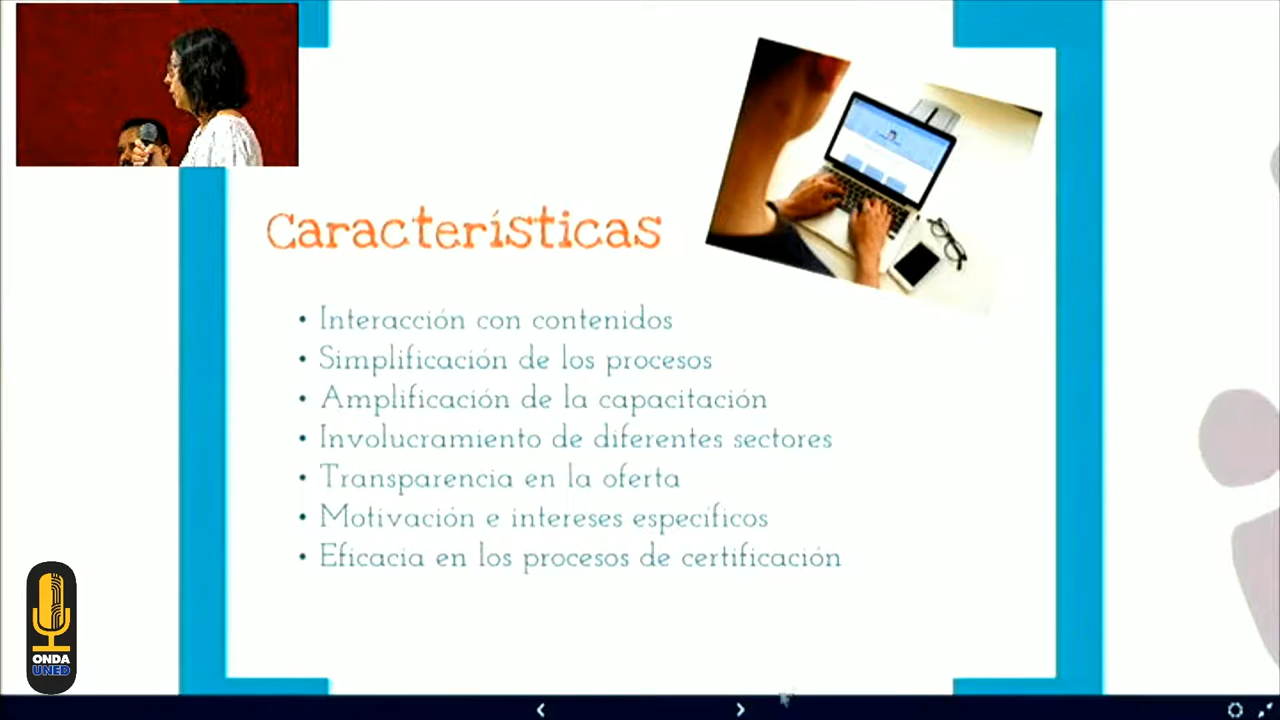 Características
• Interacción con contenidos
• Simplificación de los procesos
• Amplificación de la capacitación
• Involucramiento de diferentes sectores
• Transparencia en la oferta
• Motivación e intereses específicos
• Eficacia en los procesos de certificación
ONDA
UNED